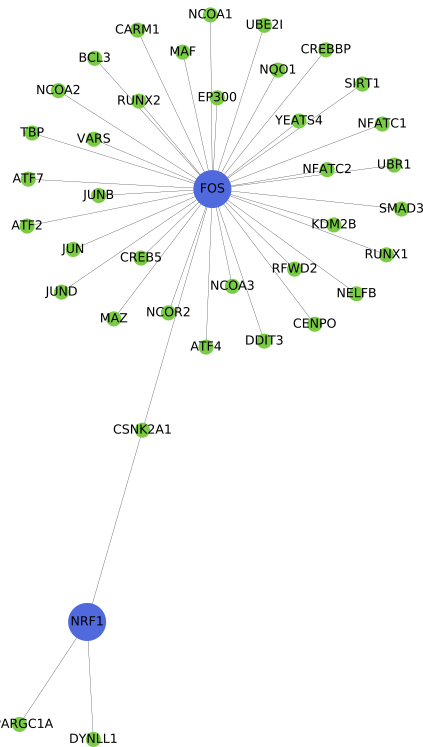 NCOA1
UBE2I
CARM1
CREBBP
MAF
BCL3
NQO1
SIRT1
NCOA2
EP300
RUNX2
YEATS4
NFATC1
TBP
VARS
UBR1
NFATC2
ATF7
FOS
JUNB
SMAD3
KDM2B
ATF2
JUN
RUNX1
CREB5
RFWD2
NCOA3
JUND
NELFB
NCOR2
MAZ
CENPO
DDIT3
ATF4
CSNK2A1
NRF1
PARGC1A
DYNLL1